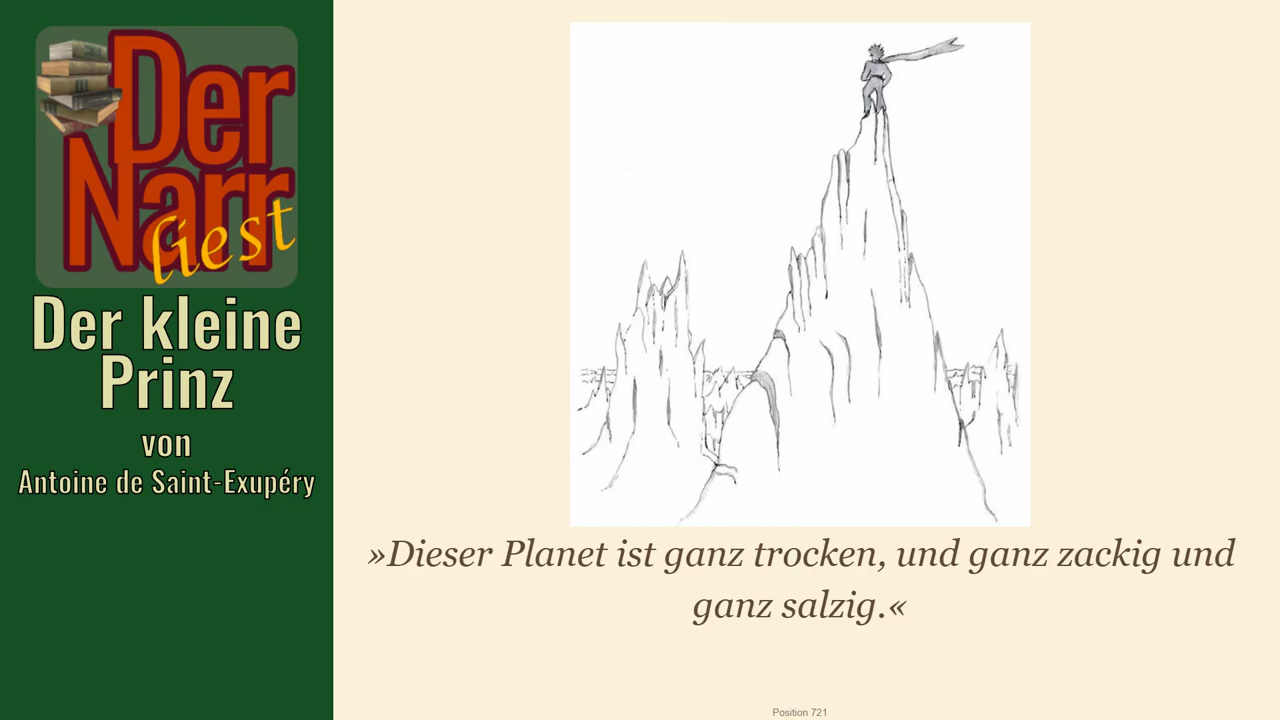 Der
Narr
liest
Der kleine
Prinz
von
Antoine de Saint-Exupéry
»Dieser Planet ist ganz trocken, und ganz zackig und
ganz salzig.«
Position 721